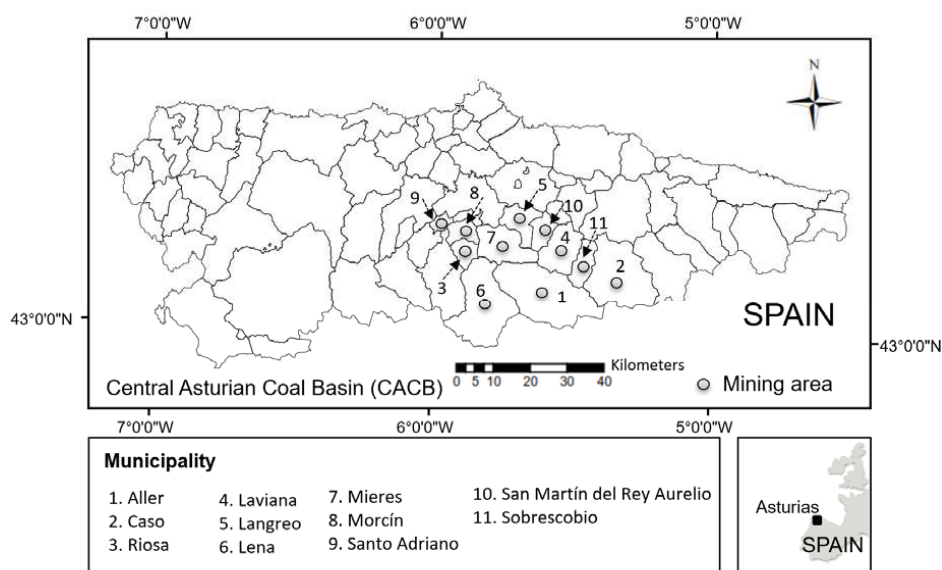 7°0'0"W 6°0'0"W 5°0'0"W
N
5
9 8
10
11
7 4
2
3 6 1
43°0'0"N
SPAIN
43°0'0"N
Kilometers
0 5 10 20 30 40
Central Asturian Coal Basin (CACB)
Mining area
7°0'0"W 6°0'0"W 5°0'0"W
Municipality
1. Aller
2. Caso
3. Riosa
4. Laviana
5. Langreo
6. Lena
7. Mieres
8. Morcín
9. Santo Adriano
10. San Martín del Rey Aurelio
11. Sobrescobio
Asturias
SPAIN